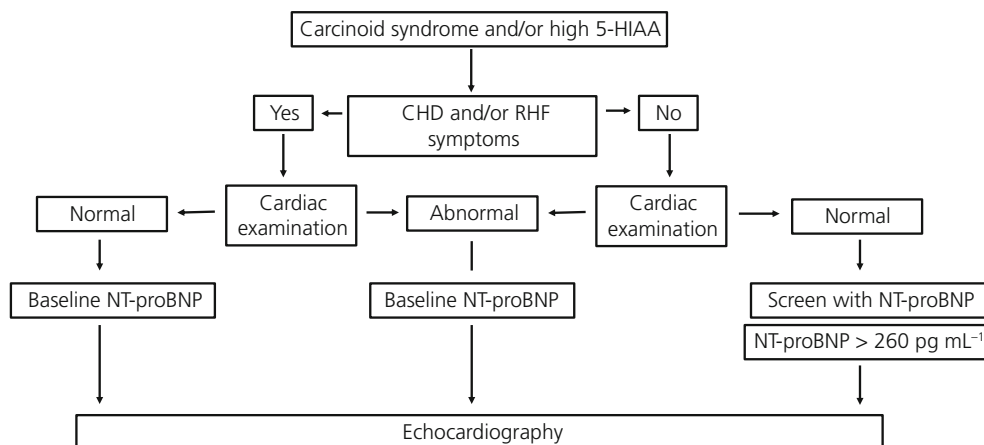 Carcinoid syndrome and/or high 5-HIAA
Yes
CHD and/or RHF
symptoms
No
Normal
Cardiac
examination
Abnormal
Cardiac
examination
Normal
Baseline NT-proBNP
Baseline NT-proBNP
Screen with NT-proBNP
NT-proBNP > 260 pg mL⁻¹
Echocardiography